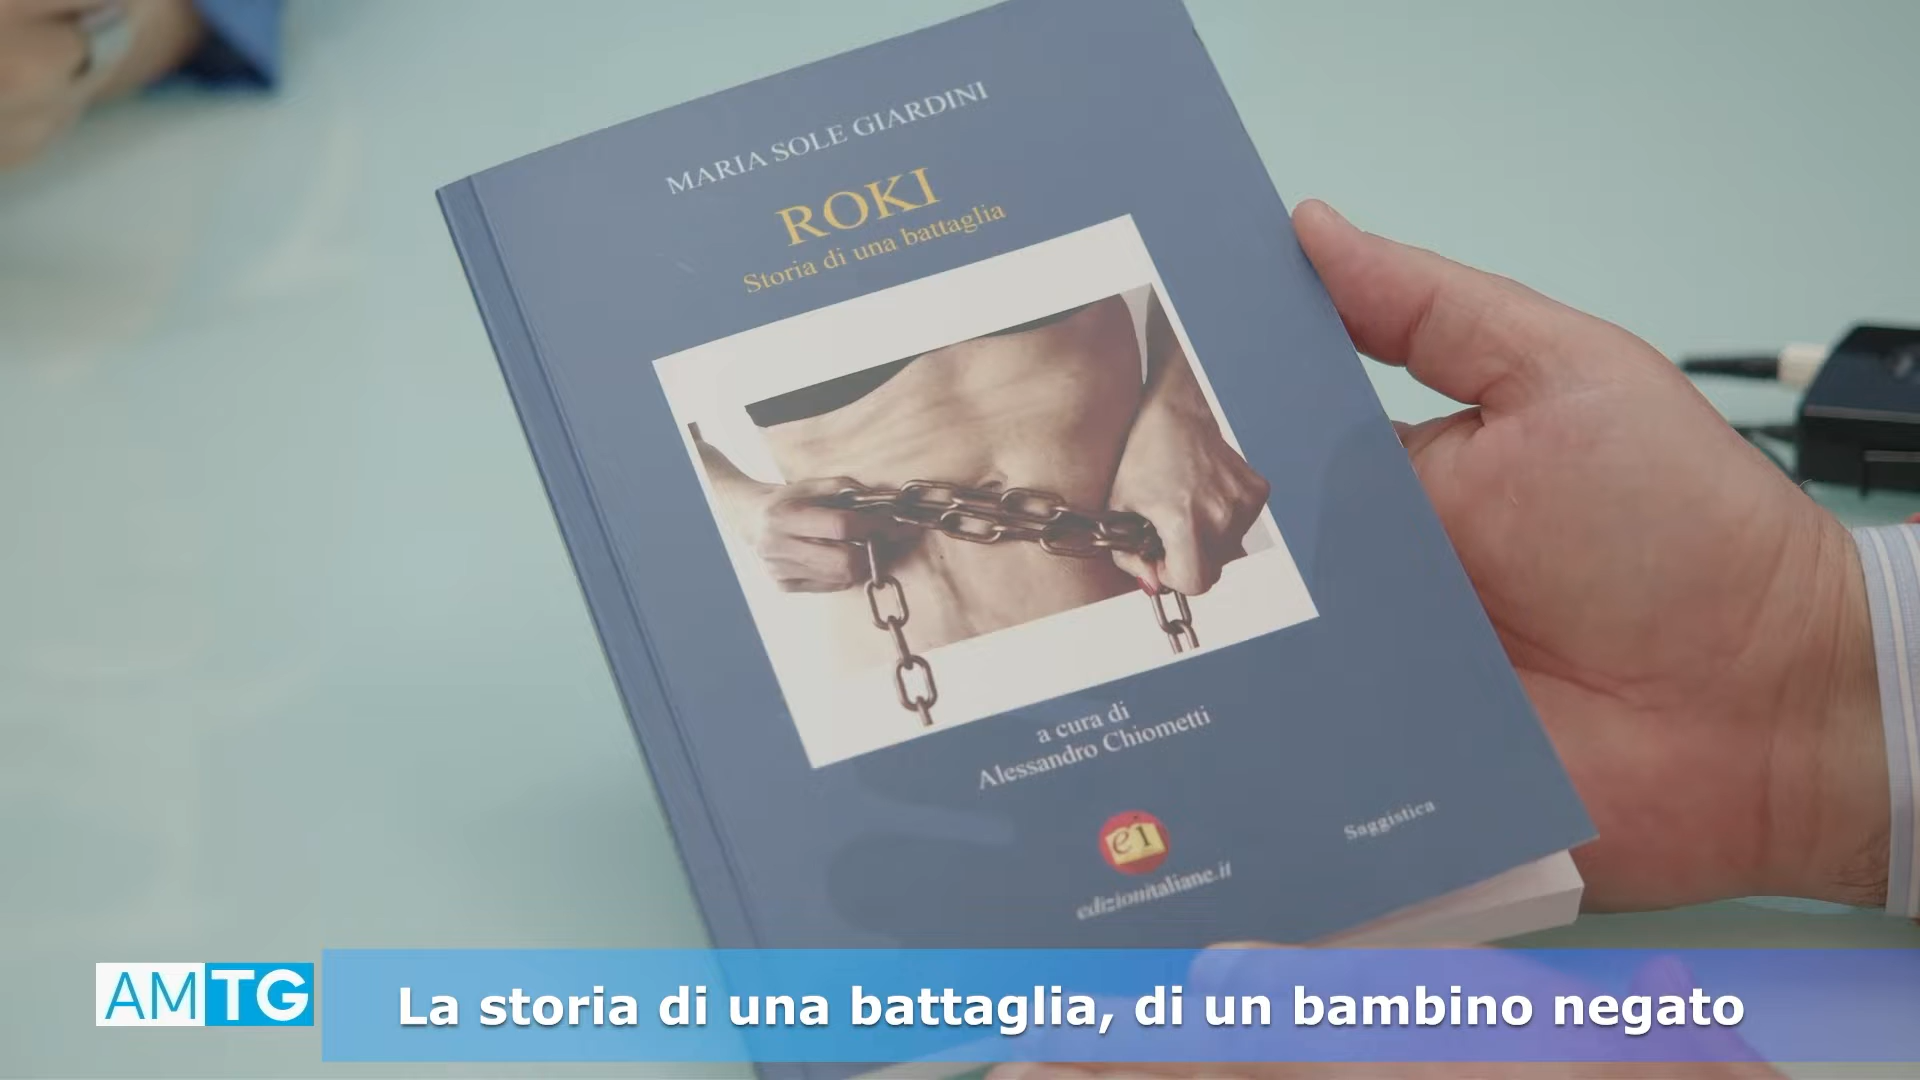 MARIA SOLE GIARDINI
ROKI
Storia di una battaglia
a cura di
Alessandro Chiometti
ei
edizionitaliane.it
Saggistica
AMTG
La storia di una battaglia, di un bambino negato